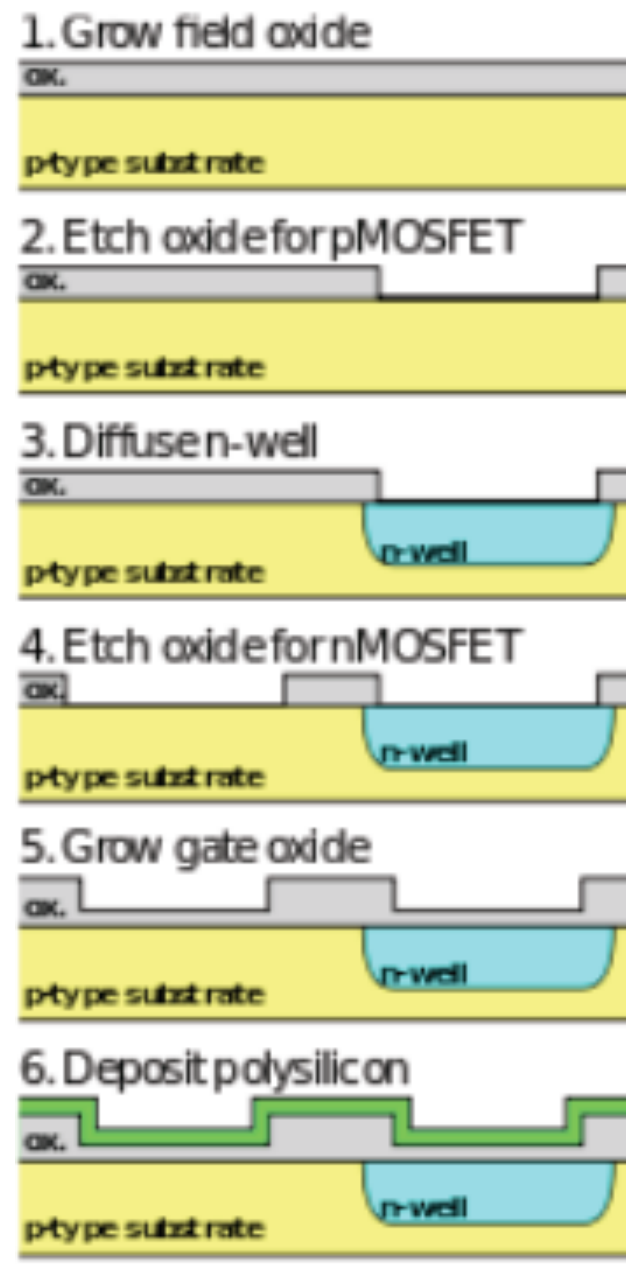 1. Grow field oxide
ox.
p-type substrate
2. Etch oxide for pMOSFET
ox.
p-type substrate
3. Diffuse n-well
ox.
n-well
p-type substrate
4. Etch oxide for nMOSFET
ox.
n-well
p-type substrate
5. Grow gate oxide
ox.
n-well
p-type substrate
6. Deposit polysilicon
ox.
n-well
p-type substrate